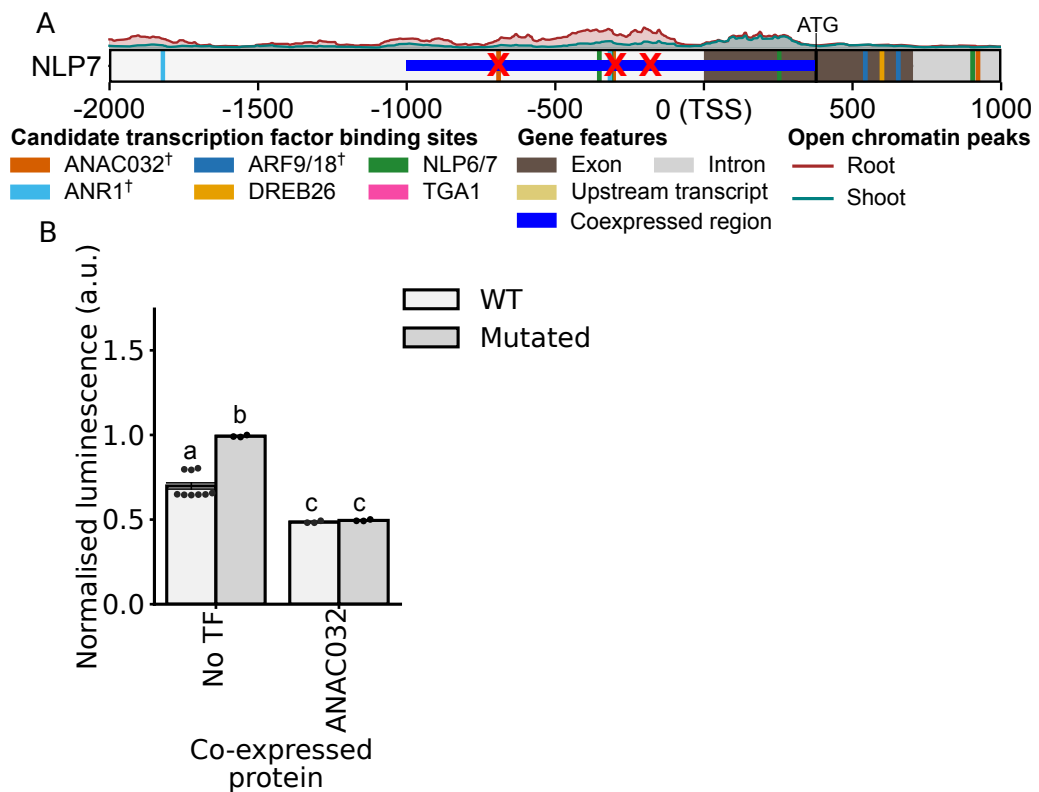 A
ATG
NLP7
-2000 -1500 -1000 -500 0 (TSS) 500 1000
Candidate transcription factor binding sites Gene features Open chromatin peaks
ANAC032† ARF9/18† NLP6/7 Exon Intron Root
ANR1† DREB26 TGA1 Upstream transcript Shoot
Coexpressed region
B
Normalised luminescence (a.u.)
WT
Mutated
1.5
1.0
0.5
0.0
a b c c
No TF ANAC032
Co-expressed
protein